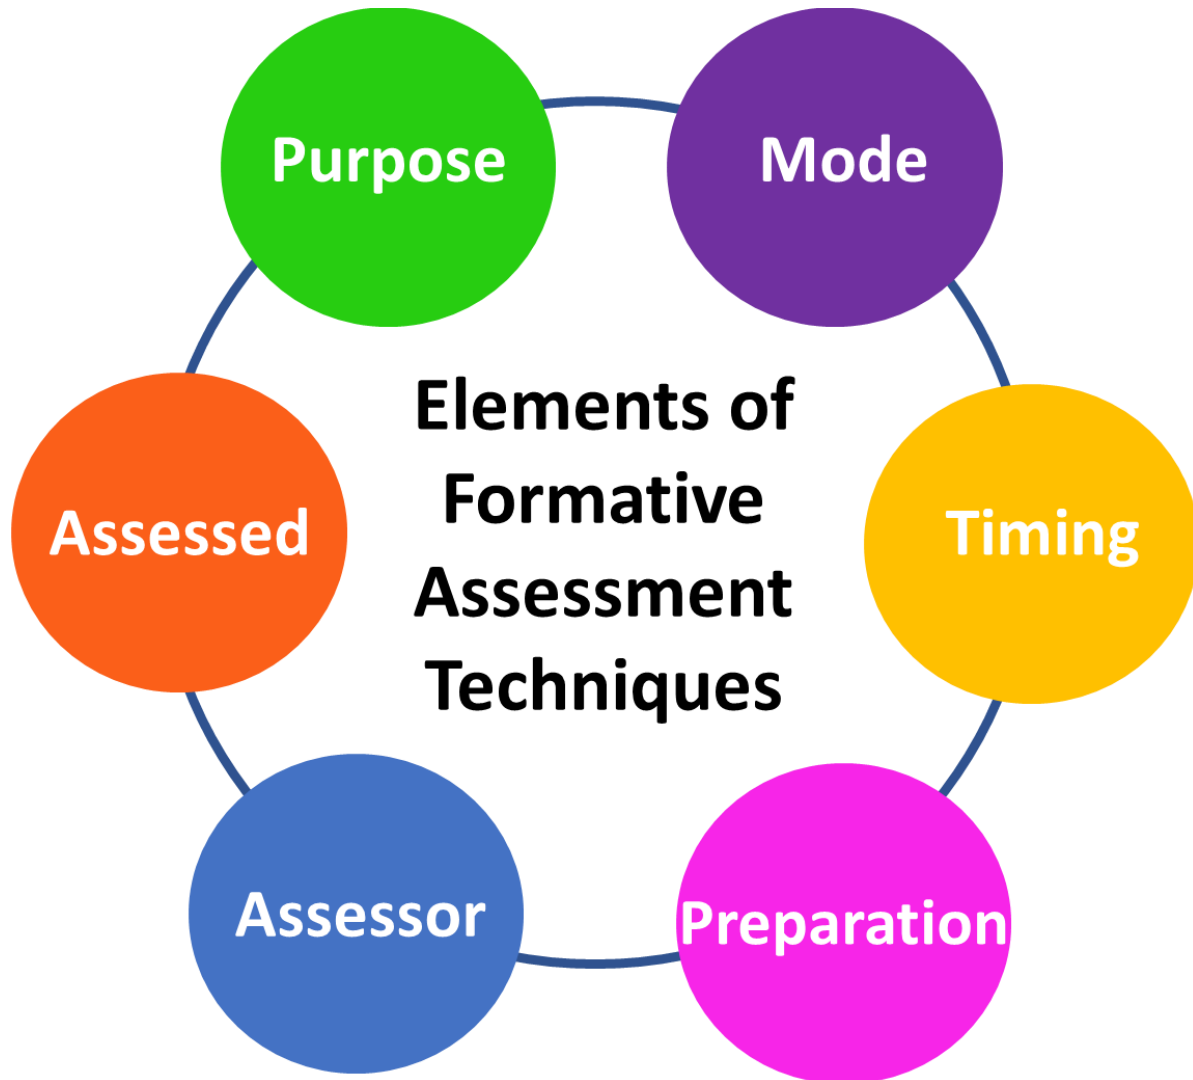 Purpose
Mode
Elements of
Formative
Assessment
Techniques
Assessed
Timing
Assessor
Preparation